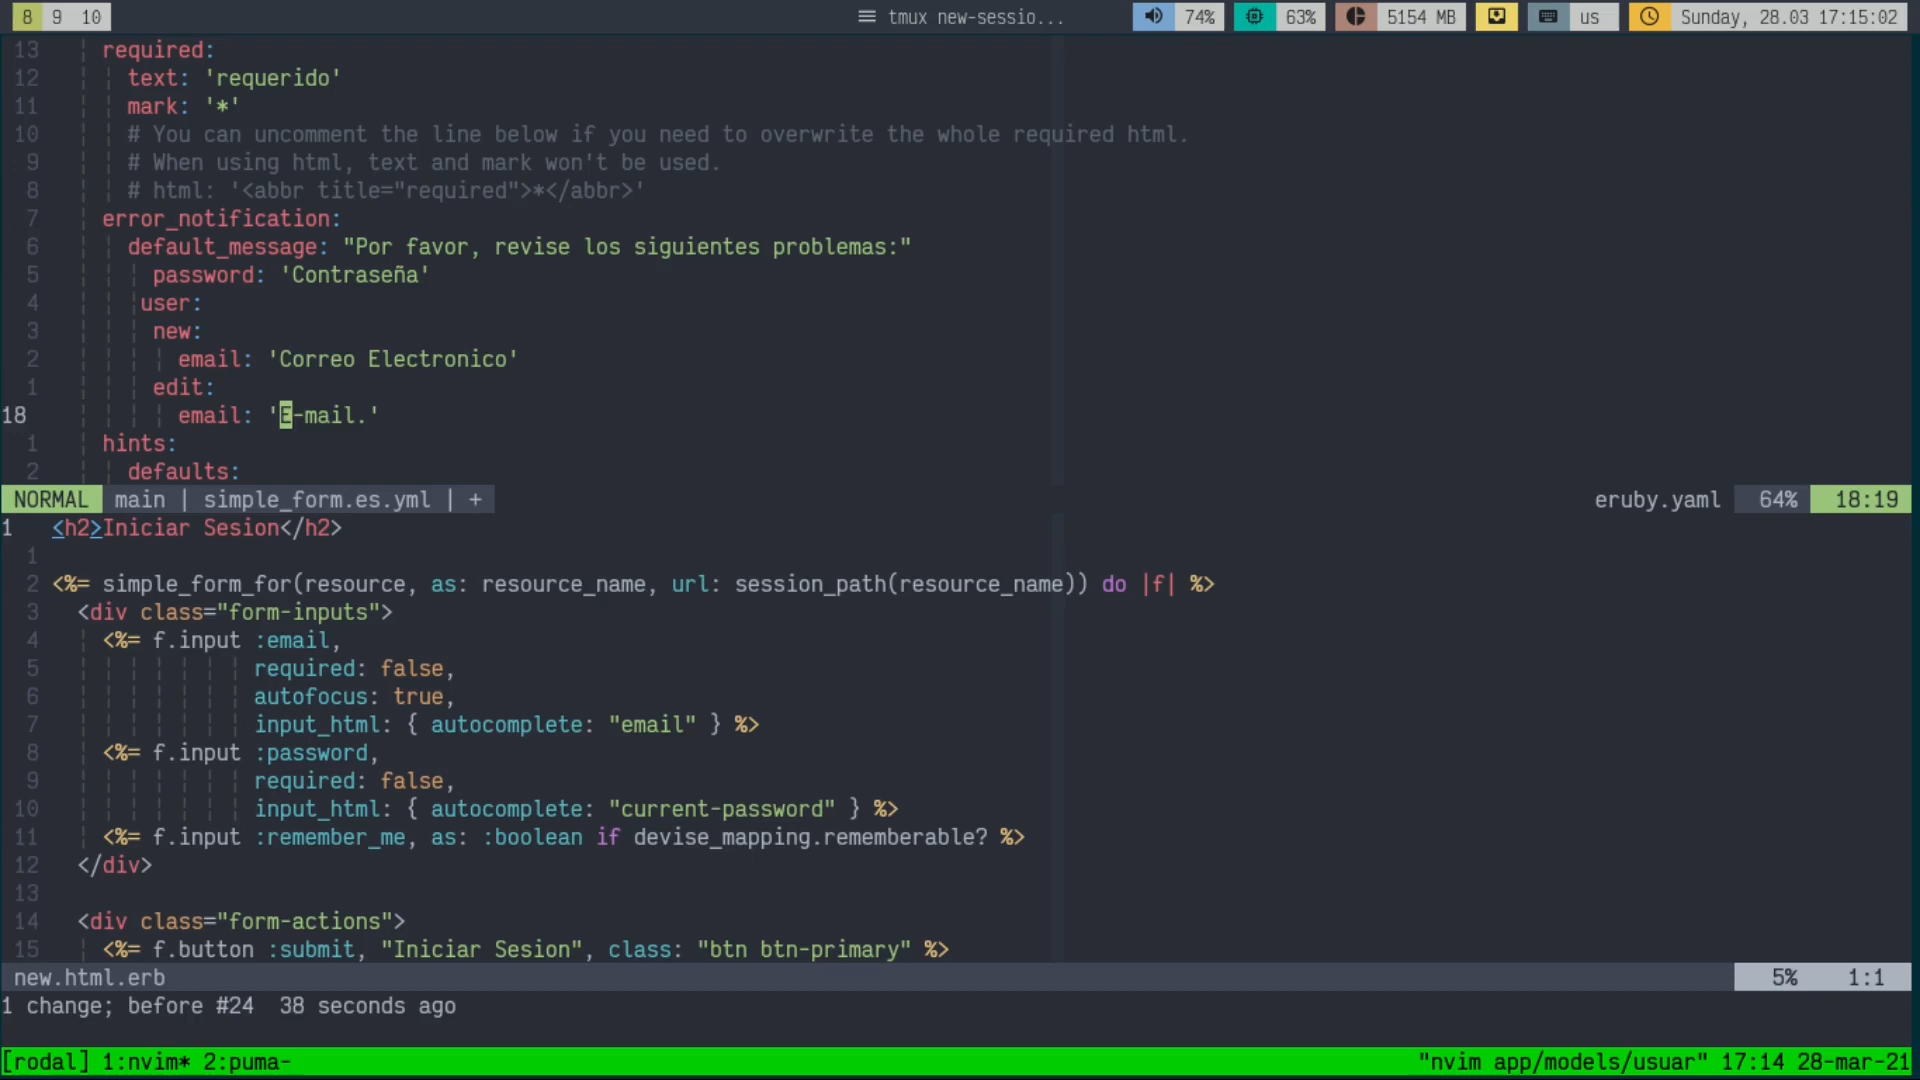 8 9 10 tmux new-sessio... 74% 63% 5154 MB us Sunday, 28.03 17:15:02
13 required:
12 text: 'requerido'
11 mark: '*'
10 # You can uncomment the line below if you need to overwrite the whole required html.
9 # When using html, text and mark won't be used.
8 # html: '<abbr title="required">*</abbr>'
7 error_notification:
6 default_message: "Por favor, revise los siguientes problemas:"
5 password: 'Contraseña'
4 user:
3 new:
2 email: 'Correo Electronico'
1 edit:
18 email: 'E-mail.'
1 hints:
2 defaults:
NORMAL main | simple_form.es.yml | + eruby.yaml 64% 18:19
1 <h2>Iniciar Sesion</h2>
1
2 <%= simple_form_for(resource, as: resource_name, url: session_path(resource_name)) do |f| %>
3 <div class="form-inputs">
4 <%= f.input :email,
5 required: false,
6 autofocus: true,
7 input_html: { autocomplete: "email" } %>
8 <%= f.input :password,
9 required: false,
10 input_html: { autocomplete: "current-password" } %>
11 <%= f.input :remember_me, as: :boolean if devise_mapping.rememberable? %>
12 </div>
13
14 <div class="form-actions">
15 <%= f.button :submit, "Iniciar Sesion", class: "btn btn-primary" %>
new.html.erb 5% 1:1
1 change; before #24 38 seconds ago
[rodal] 1:nvim* 2:puma- "nvim app/models/usuar" 17:14 28-mar-21